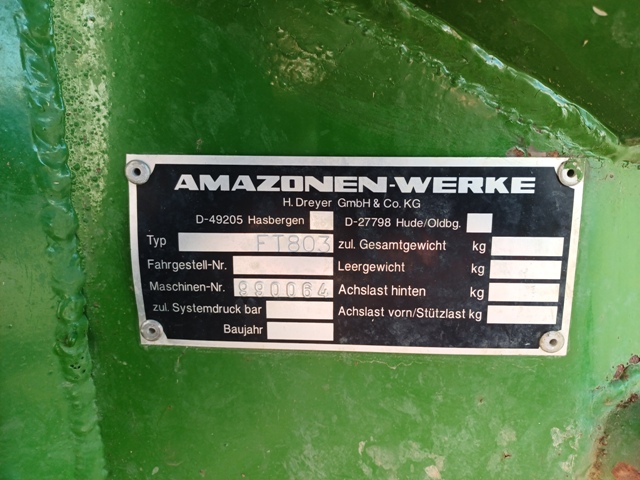 AMAZONEN-WERKE
H. Dreyer GmbH & Co. KG
D-49205 Hasbergen D-27798 Hude/Oldbg.
Typ FT803 zul. Gesamtgewicht kg
Fahrgestell-Nr. Leergewicht kg
Maschinen-Nr. 880064 Achslast hinten kg
zul. Systemdruck bar Achslast vorn/Stützlast kg
Baujahr